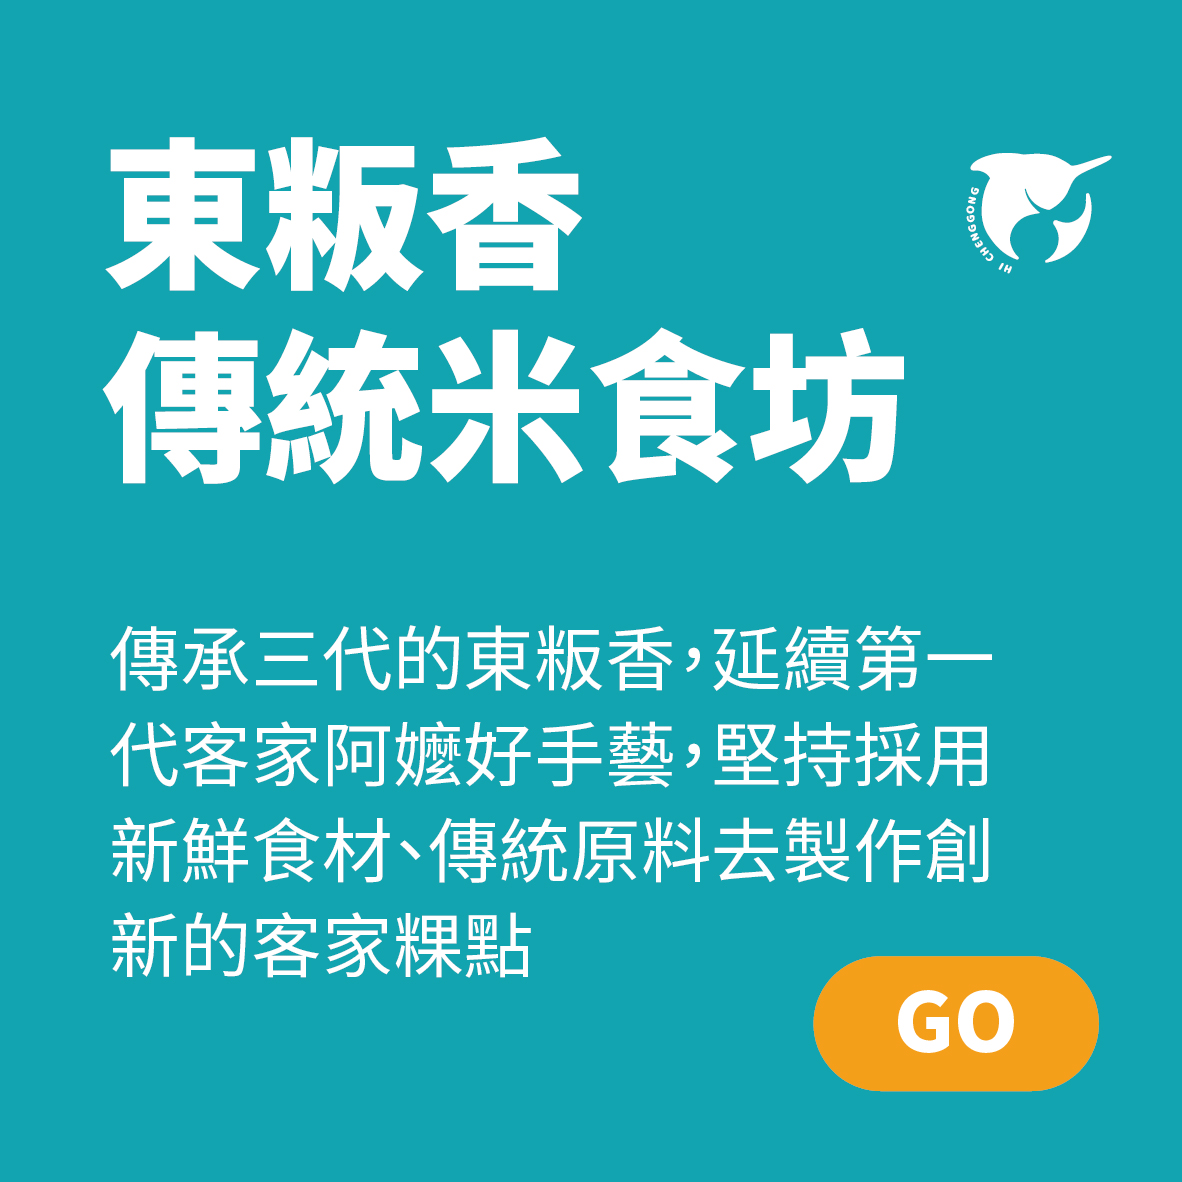 東粄香
傳統米食坊
HI CHENGGONG
傳承三代的東粄香，延續第一
代客家阿嬤好手藝，堅持採用
新鮮食材、傳統原料去製作創
新的客家粿點
GO